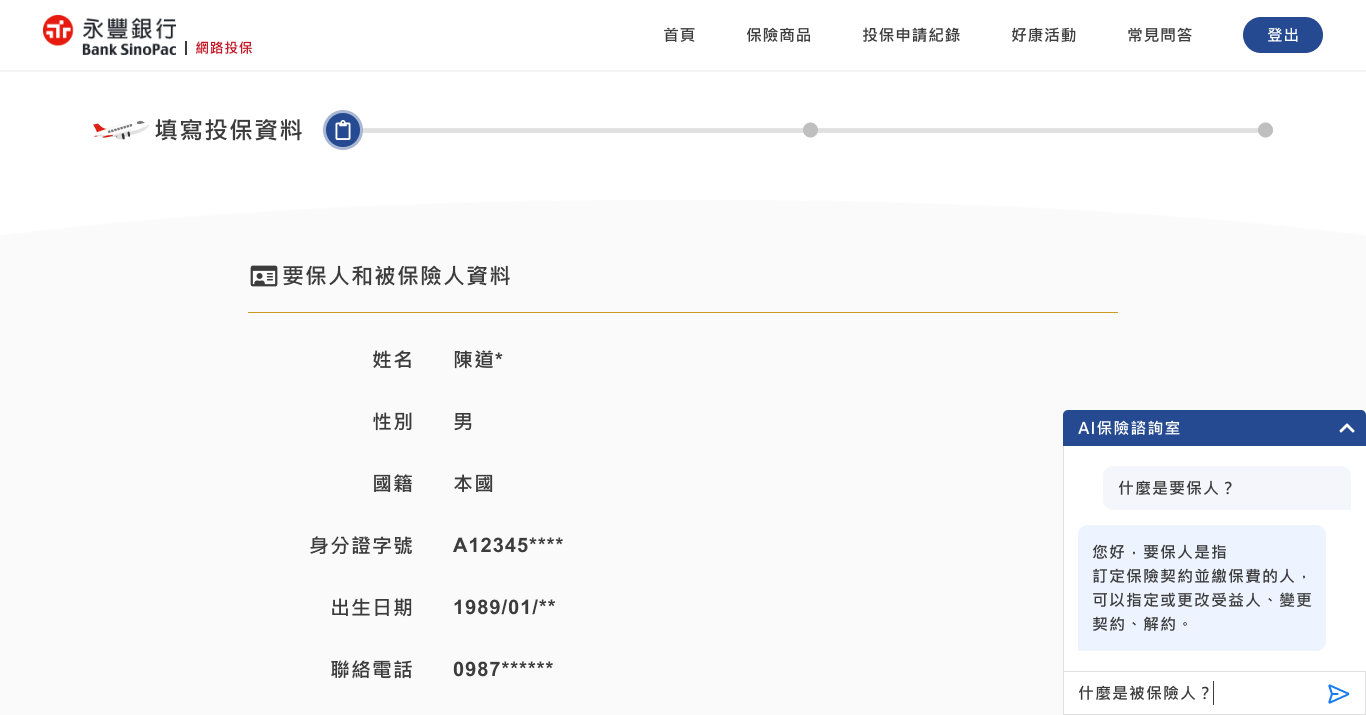 永豐銀行
Bank SinoPac | 網路投保
首頁 保險商品 投保申請紀錄 好康活動 常見問答 登出
填寫投保資料
要保人和被保險人資料
姓名 陳道*
性別 男
國籍 本國
身分證字號 A12345****
出生日期 1989/01/**
聯絡電話 0987******
AI保險諮詢室
什麼是要保人？
您好，要保人是指
訂定保險契約並繳保費的人，
可以指定或更改受益人、變更
契約、解約。
什麼是被保險人？